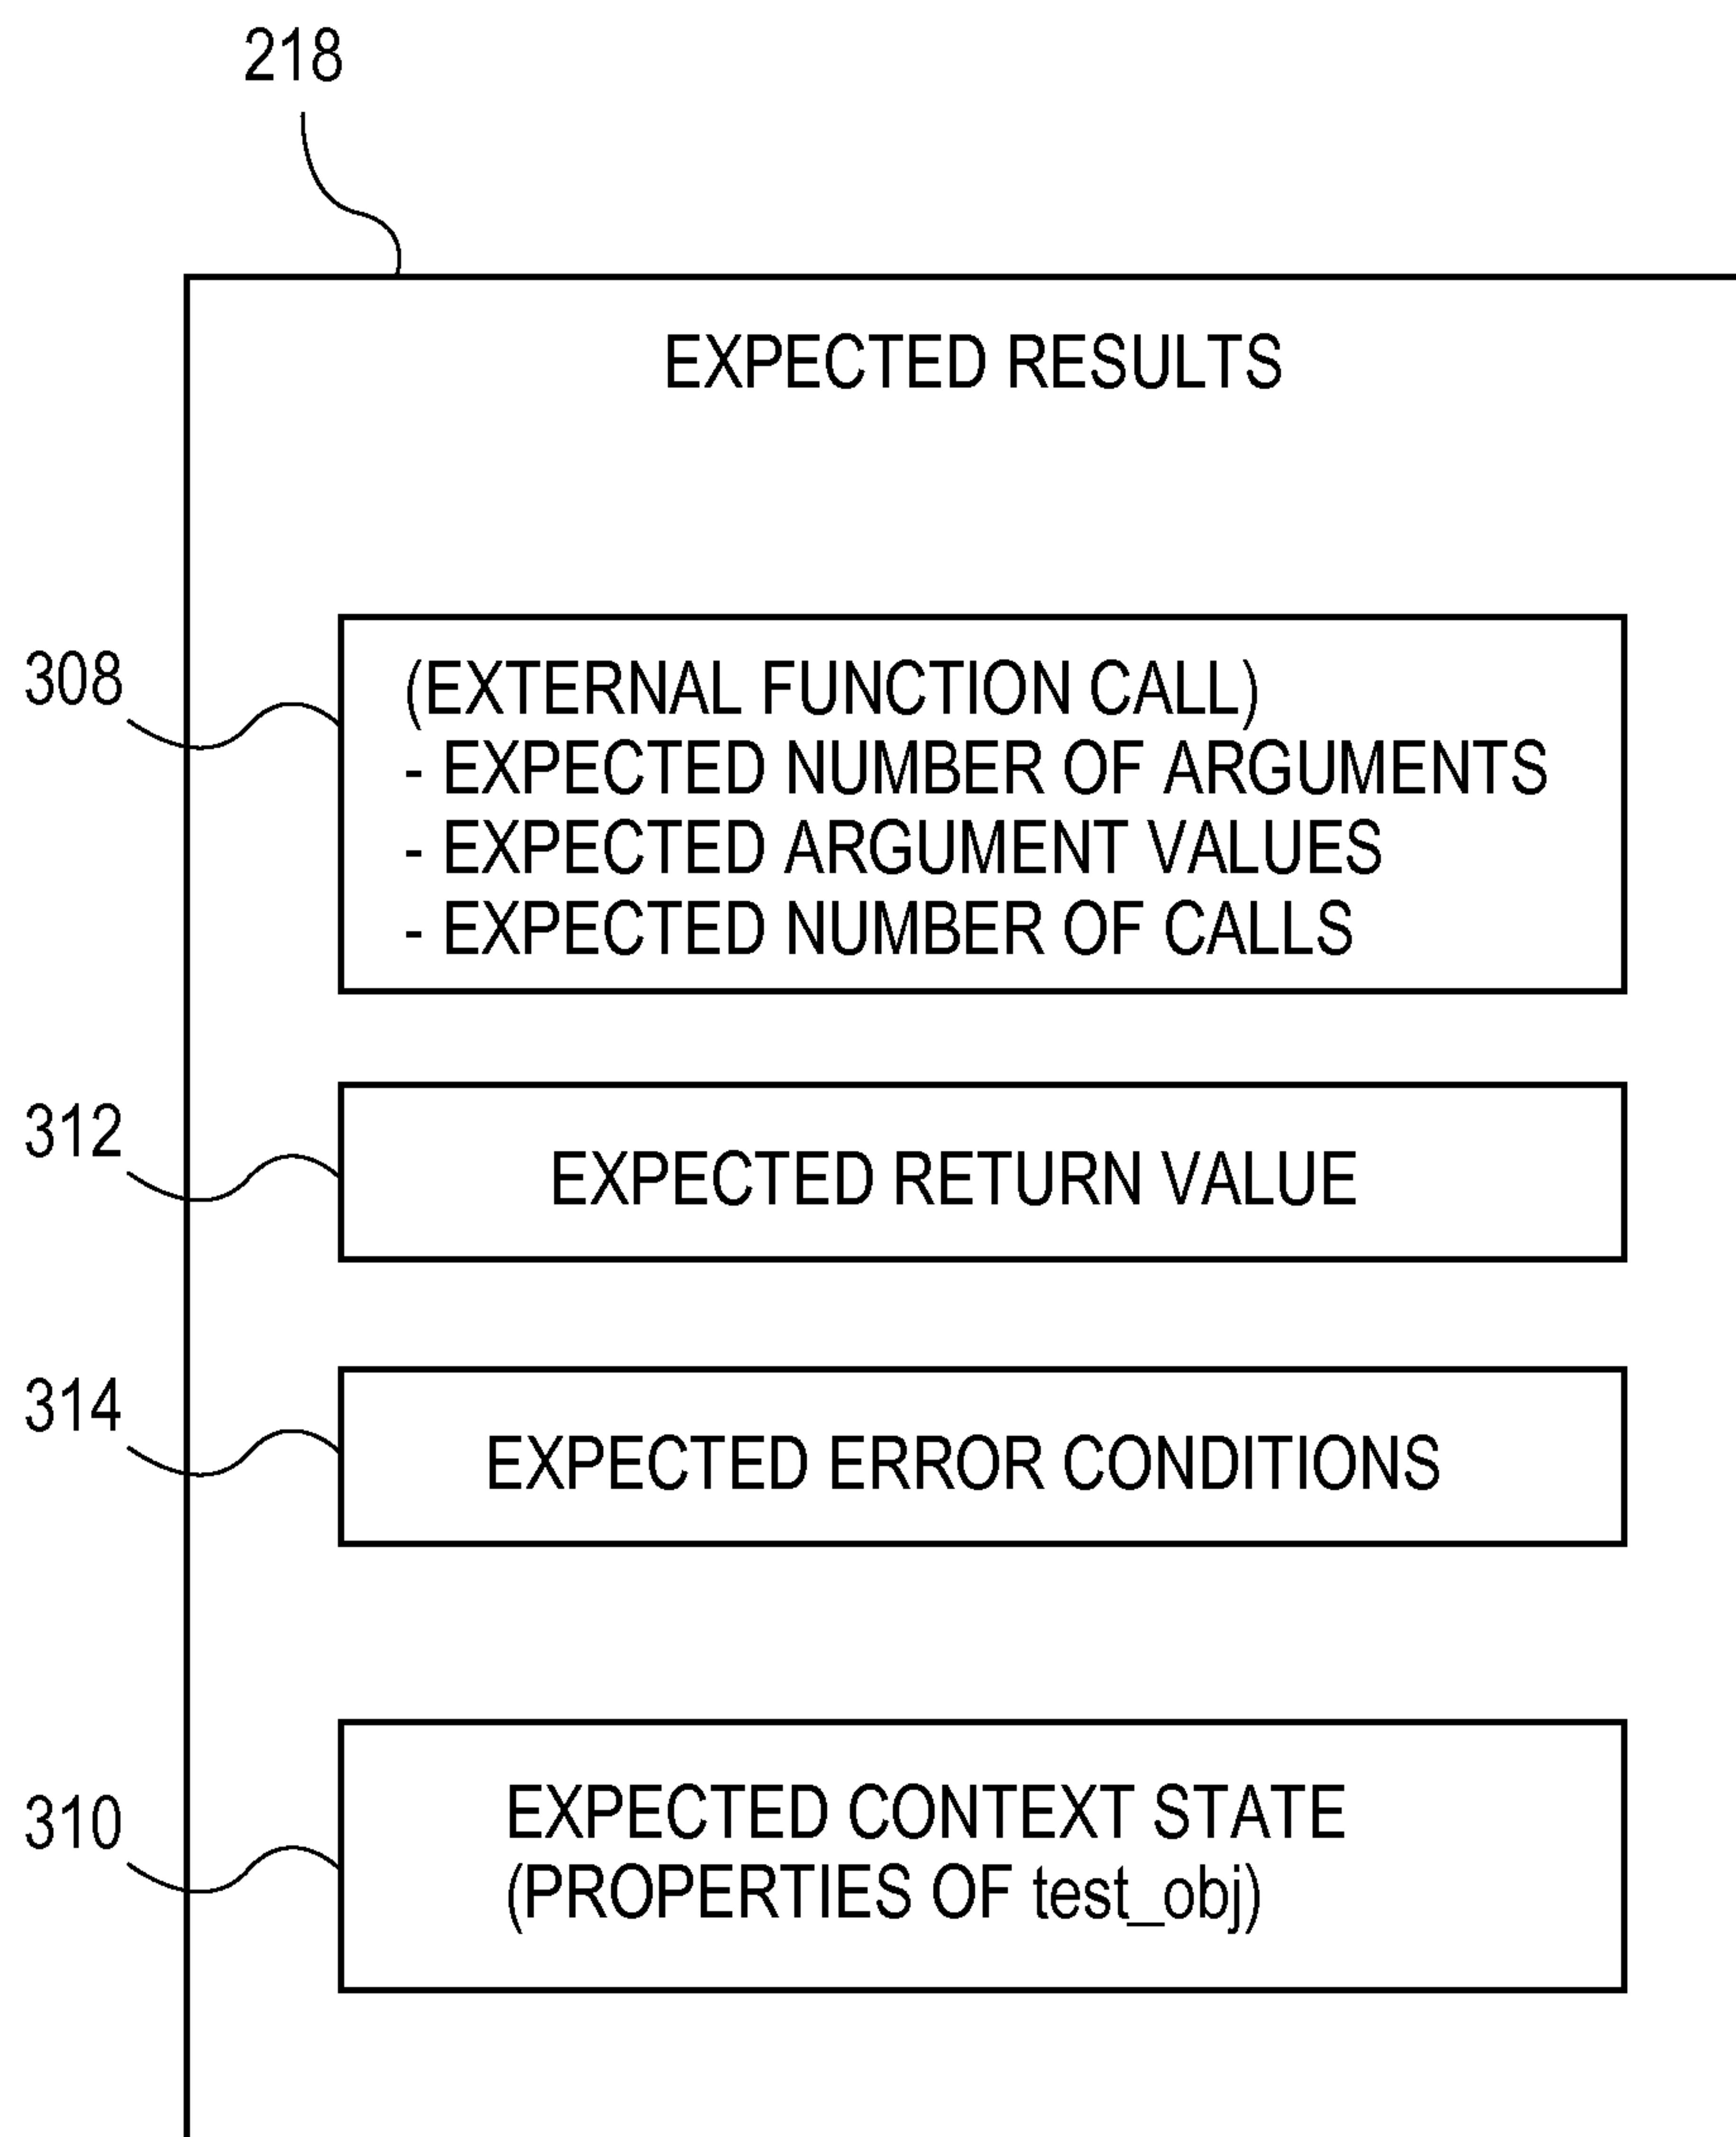 218
EXPECTED RESULTS
308
(EXTERNAL FUNCTION CALL)
- EXPECTED NUMBER OF ARGUMENTS
- EXPECTED ARGUMENT VALUES
- EXPECTED NUMBER OF CALLS
312
EXPECTED RETURN VALUE
314
EXPECTED ERROR CONDITIONS
310
EXPECTED CONTEXT STATE
(PROPERTIES OF test_obj)